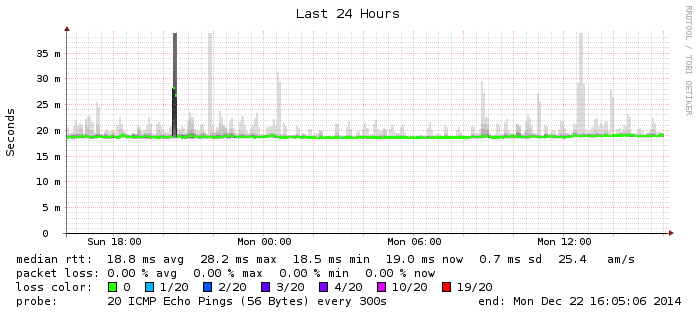 Last 24 Hours
RRDTOOL / TOBI OETIKER
Seconds
35 m
30 m
25 m
20 m
15 m
10 m
5 m
0
Sun 18:00 Mon 00:00 Mon 06:00 Mon 12:00
median rtt: 18.8 ms avg 28.2 ms max 18.5 ms min 19.0 ms now 0.7 ms sd 25.4 am/s
packet loss: 0.00 % avg 0.00 % max 0.00 % min 0.00 % now
loss color: 0 1/20 2/20 3/20 4/20 10/20 19/20
probe: 20 ICMP Echo Pings (56 Bytes) every 300s end: Mon Dec 22 16:05:06 2014